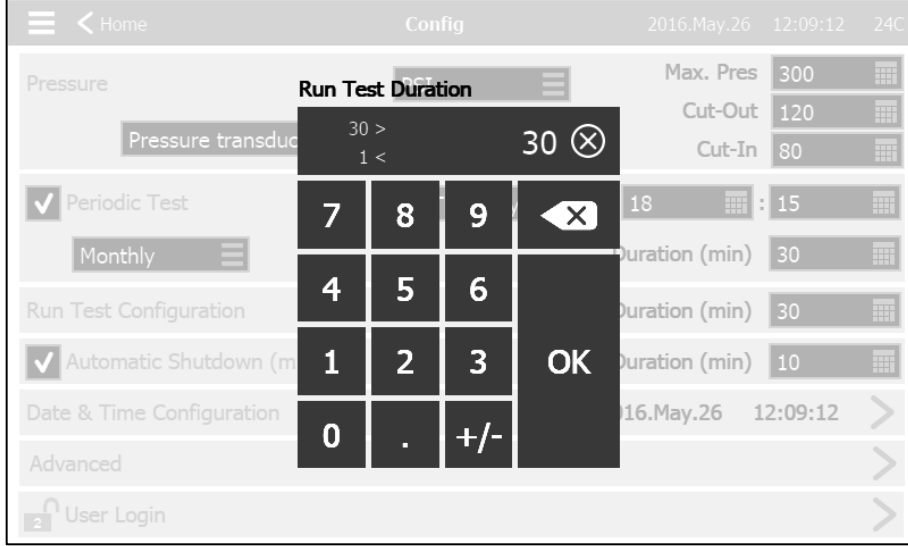 Home Config 2016.May.26 12:09:12 24C
Pressure PSI Max. Pres 300
Run Test Duration
Cut-Out 120
Pressure transduc Cut-In 80
30 > 30
1 <
Periodic Test 18 : 15
7 8 9
Monthly Duration (min) 30
4 5 6
Run Test Configuration Duration (min) 30
Automatic Shutdown (m Duration (min) 10
1 2 3 OK
Date & Time Configuration 16.May.26 12:09:12
0 . +/-
Advanced
2 User Login